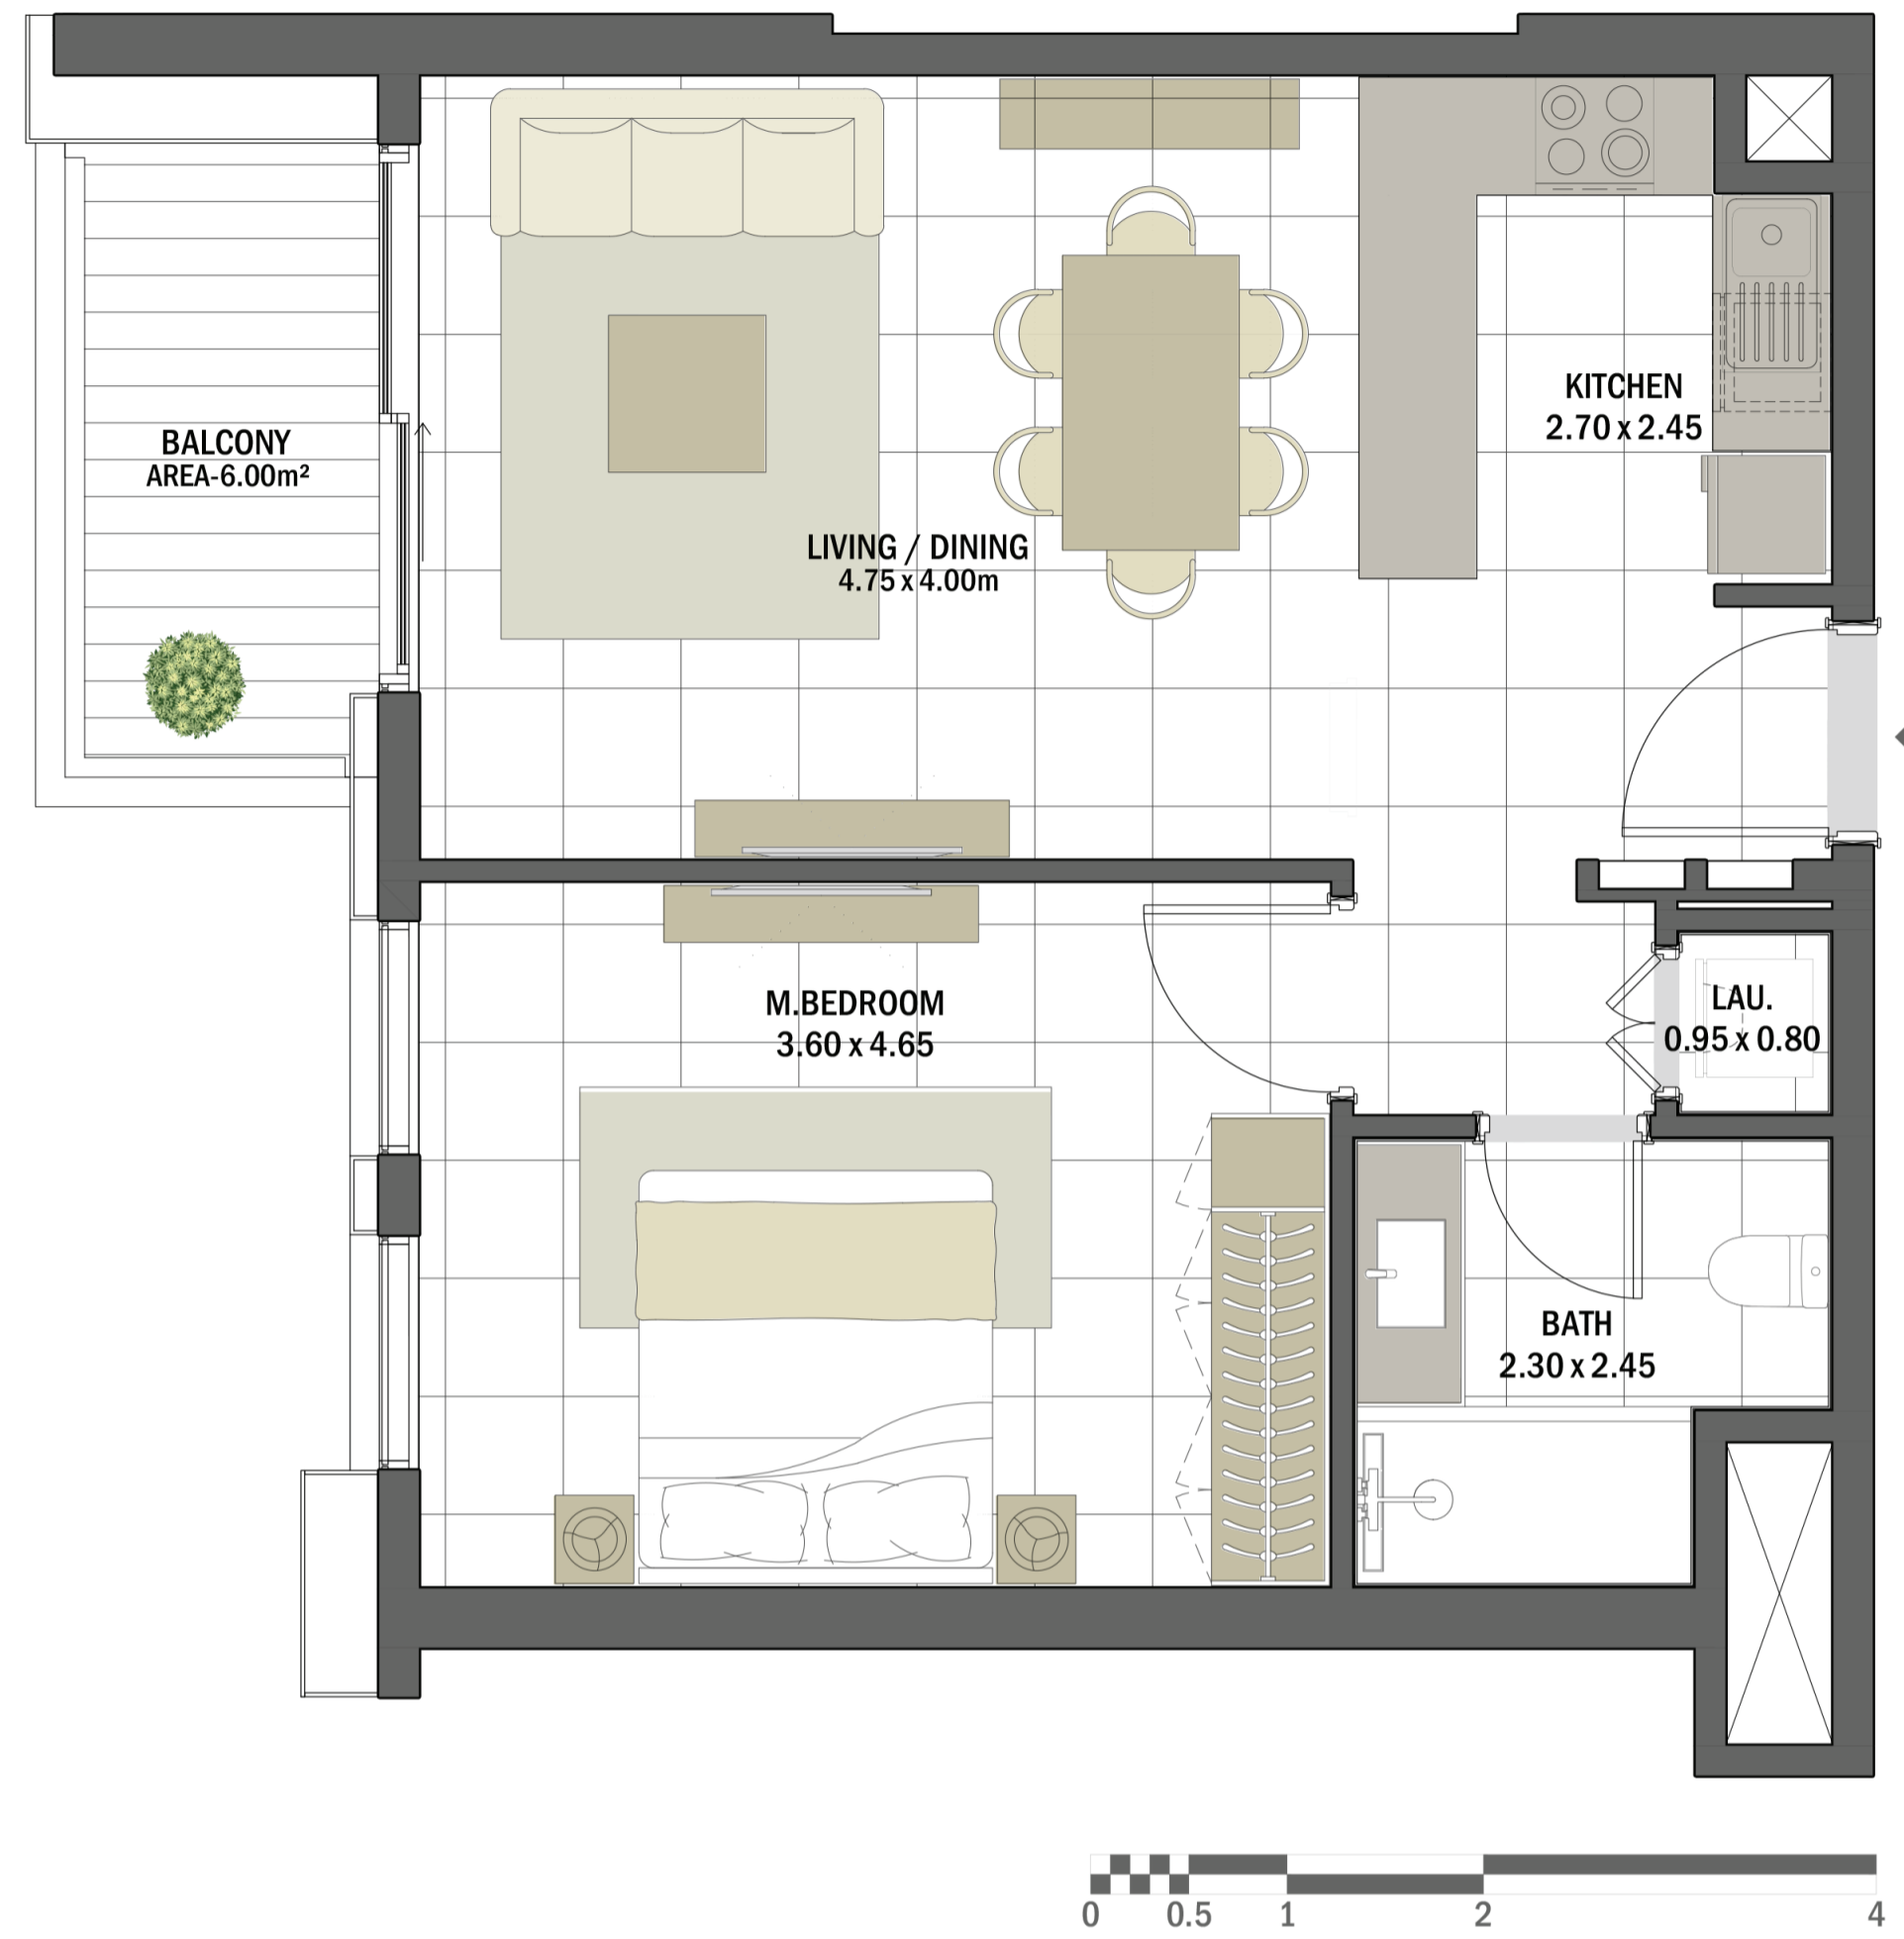 KITCHEN
2.70 x 2.45
BALCONY
AREA-6.00m²
LIVING / DINING
4.75 x 4.00m
M.BEDROOM
3.60 x 4.65
LAU.
0.95 x 0.80
BATH
2.30 x 2.45
0 0.5 1 2 4